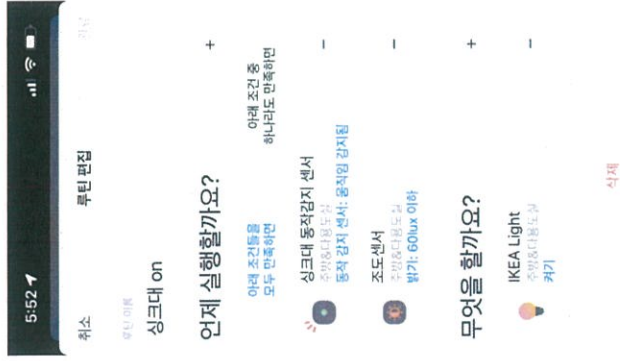 5:52
취소 루틴 편집 저장
루틴 이름
싱크대 on
언제 실행할까요? +
아래 조건들을
모두 만족하면
아래 조건 중
하나라도 만족하면
싱크대 동작감지 센서 −
주방&다용도실
동작 감지 센서: 움직임 감지됨
조도센서 −
주방&다용도실
밝기: 60lux 이하
무엇을 할까요? +
IKEA Light −
주방&다용도실
켜기
삭제